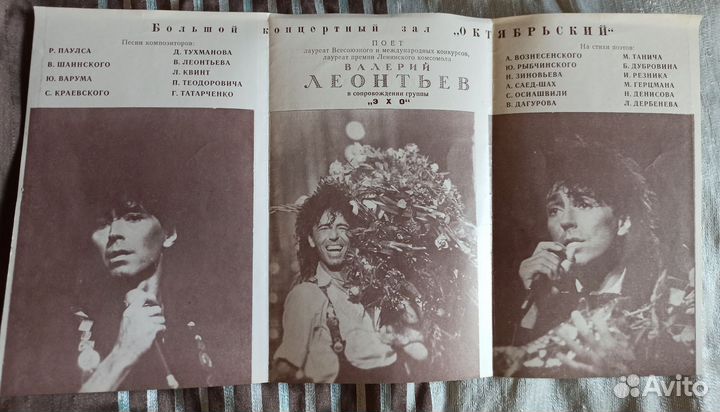 Большой концертный зал „ОКТЯБРЬСКИЙ“
Песни композиторов:
Р. ПАУЛСА
В. ШАИНСКОГО
Ю. ВАРУМА
С. КРАЕВСКОГО
Д. ТУХМАНОВА
В. ЛЕОНТЬЕВА
Л. КВИНТ
П. ТЕОДОРОВИЧА
Г. ТАТАРЧЕНКО
ПОЕТ
лауреат Всесоюзного и международных конкурсов,
лауреат премии Ленинского комсомола
ВАЛЕРИЙ
ЛЕОНТЬЕВ
в сопровождении группы
„ЭХО“
На стихи поэтов:
А. ВОЗНЕСЕНСКОГО
Ю. РЫБЧИНСКОГО
Н. ЗИНОВЬЕВА
А. САЕД-ШАХ
С. ОСИАШВИЛИ
В. ДАГУРОВА
М. ТАНИЧА
Б. ДУБРОВИНА
И. РЕЗНИКА
М. ГЕРЦМАНА
Н. ДЕНИСОВА
Л. ДЕРБЕНЕВА
Avito